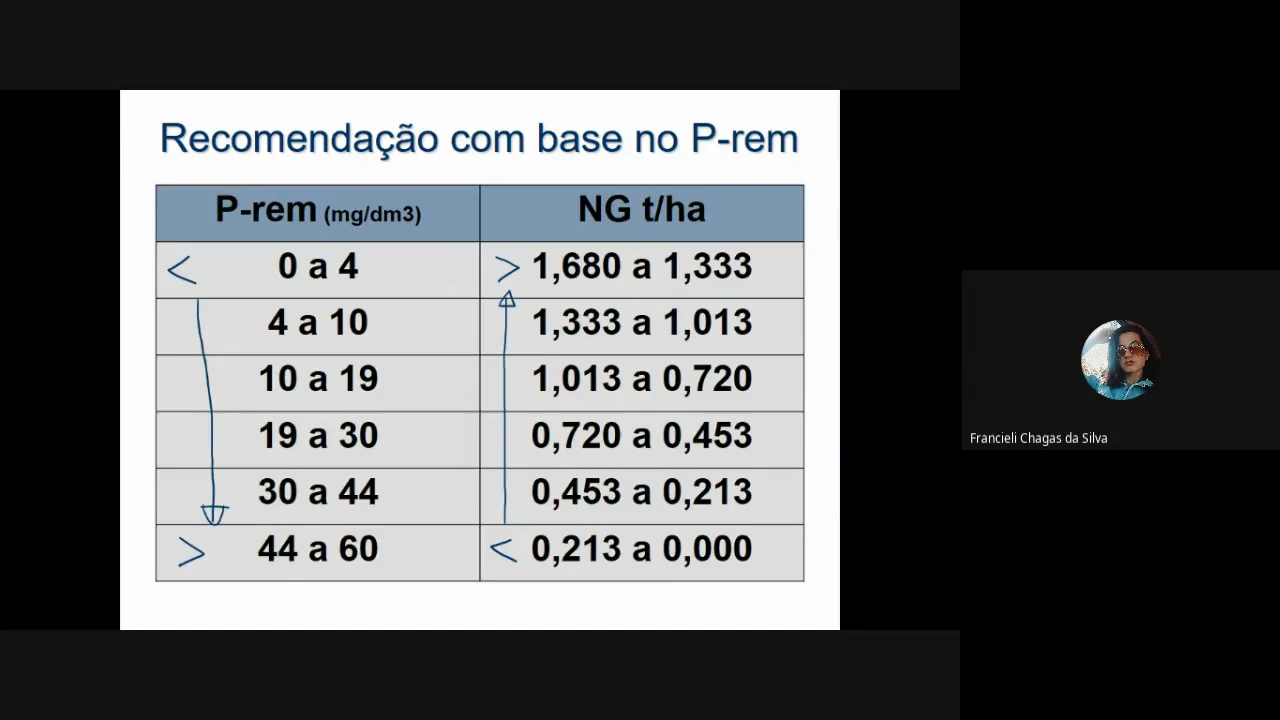 Recomendação com base no P-rem
P-rem (mg/dm3) NG t/ha
< 0 a 4 > 1,680 a 1,333
4 a 10 1,333 a 1,013
10 a 19 1,013 a 0,720
19 a 30 0,720 a 0,453
30 a 44 0,453 a 0,213
> 44 a 60 < 0,213 a 0,000
Francieli Chagas da Silva